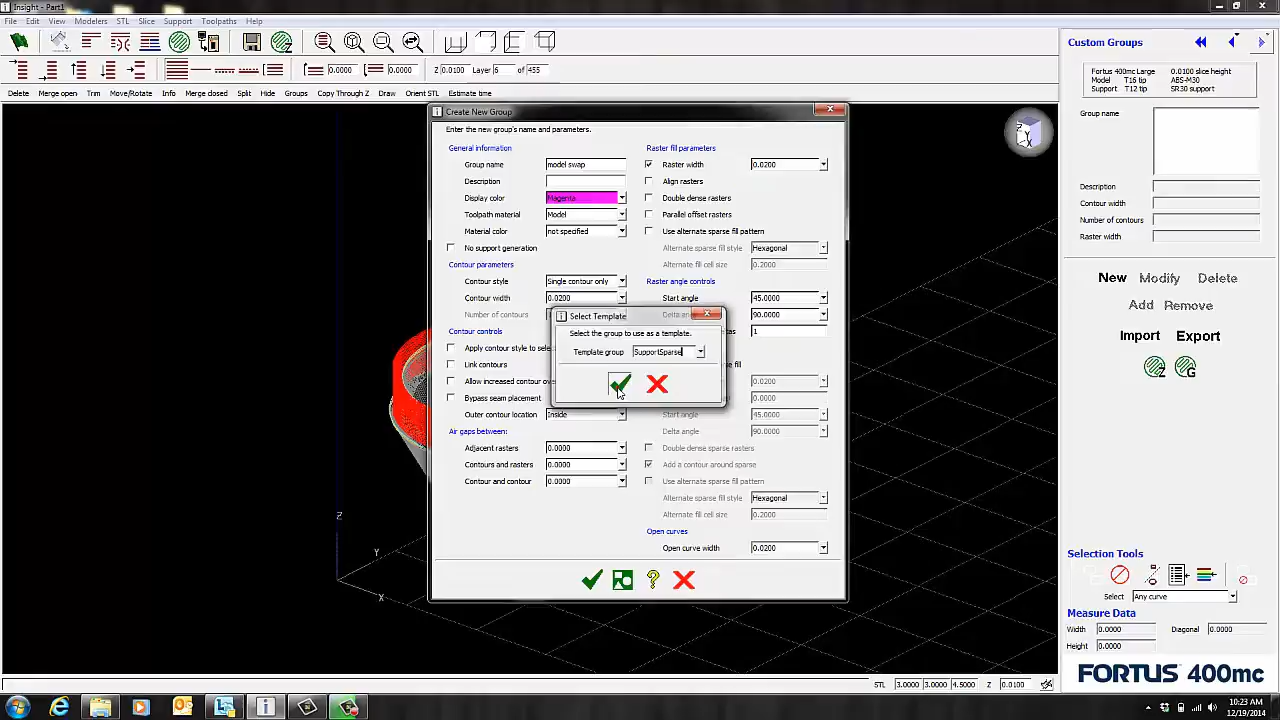 Insight - Part1
File Edit View Modelers STL Slice Support Toolpaths Help
0.0000 0.0000 Z 0.0100 Layer 6 of 455
Delete Merge open Trim Move/Rotate Info Merge closed Split Hide Groups Copy Through Z Draw Orient STL Estimate time
Create New Group
Enter the new group's name and parameters.
General information
Group name model swap
Description
Display color Magenta
Toolpath material Model
Material color not specified
No support generation
Contour parameters
Contour style Single contour only
Contour width 0.0200
Number of contours
Contour controls
Apply contour style to sele
Link contours
Allow increased contour ove
Bypass seam placement
Outer contour location Inside
Air gaps between:
Adjacent rasters 0.0000
Contours and rasters 0.0000
Contour and contour 0.0000
Raster fill parameters
Raster width 0.0200
Align rasters
Double dense rasters
Parallel offset rasters
Use alternate sparse fill pattern
Alternate sparse fill style Hexagonal
Alternate fill cell size 0.2000
Raster angle controls
Start angle 45.0000
Delta angle 90.0000
1
0.0200
0.0000
Start angle 45.0000
Delta angle 90.0000
Double dense sparse rasters
Add a contour around sparse
Use alternate sparse fill pattern
Alternate sparse fill style Hexagonal
Alternate fill cell size 0.2000
Open curves
Open curve width 0.0200
Select Template
Select the group to use as a template.
Template group SupportSparse
Z
Y
X
Custom Groups
Fortus 400mc Large 0.0100 slice height
Model T16 tip ABS-M30
Support T12 tip SR30 support
Group name
Description
Contour width
Number of contours
Raster width
New Modify Delete
Add Remove
Import Export
Selection Tools
Select Any curve
Measure Data
Width 0.0000 Diagonal 0.0000
Height 0.0000
FORTUS 400mc
STL 3.0000 3.0000 4.5000 Z 0.0100
10:23 AM
12/19/2014